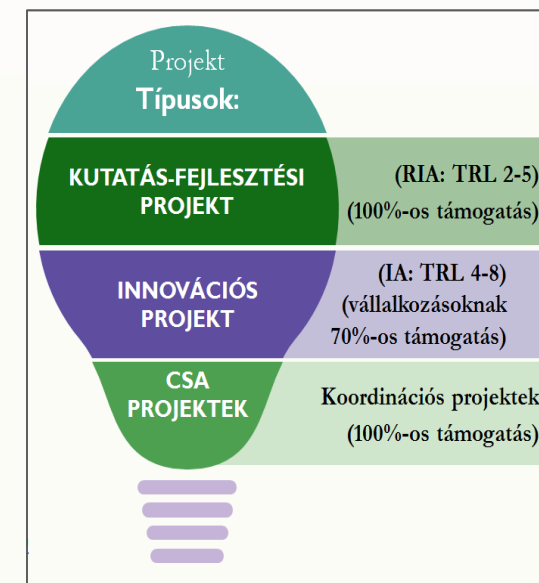 Projekt
Típusok:
KUTATÁS-FEJLESZTÉSI
PROJEKT
(RIA: TRL 2-5)
(100%-os támogatás)
INNOVÁCIÓS
PROJEKT
(IA: TRL 4-8)
(vállalkozásoknak
70%-os támogatás)
CSA
PROJEKTEK
Koordinációs projektek
(100%-os támogatás)